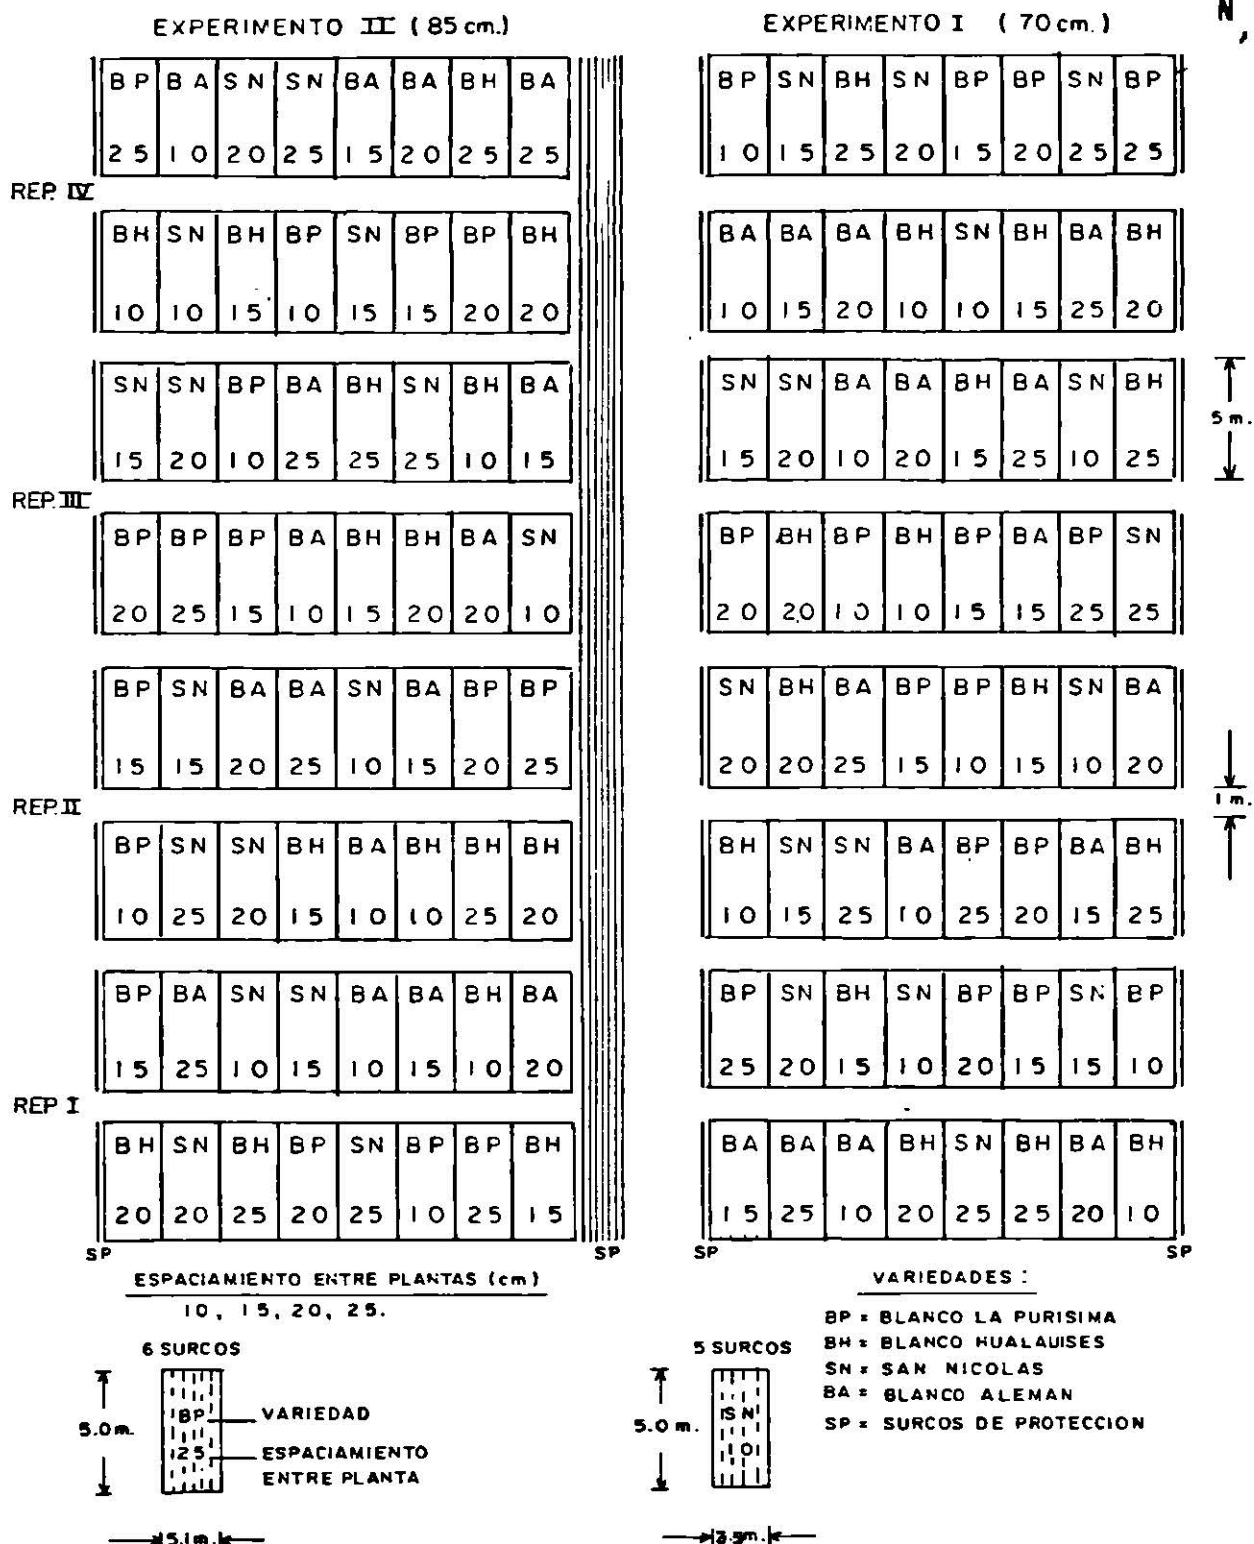 N
EXPERIMENTO II (85 cm.)
EXPERIMENTO I (70 cm.)
BP BA SN SN BA BA BH BA
25 10 20 25 15 20 25 25
BP SN BH SN BP BP SN BP
10 15 25 20 15 20 25 25
REP. IV
BH SN BH BP SN BP BP BH
10 10 15 10 15 15 20 20
BA BA BA BH SN BH BA BH
10 15 20 10 10 15 25 20
SN SN BP BA BH SN BH BA
15 20 10 25 25 25 10 15
SN SN BA BA BH BA SN BH
15 20 10 20 15 25 10 25
5 m.
REP. III
BP BP BP BA BH BH BA SN
20 25 15 10 15 20 20 10
BP BH BP BH BP BA BP SN
20 20 10 10 15 15 25 25
BP SN BA BA SN BA BP BP
15 15 20 25 10 15 20 25
SN BH BA BP BP BH SN BA
20 20 25 15 10 15 10 20
1 m.
REP. II
BP SN SN BH BA BH BH BH
10 25 20 15 10 10 25 20
BH SN SN BA BP BP BA BH
10 15 25 10 25 20 15 25
BP BA SN SN BA BA BH BA
15 25 10 15 10 15 10 20
BP SN BH SN BP BP SN BP
25 20 15 10 20 15 15 10
REP I
BH SN BH BP SN BP BP BH
20 20 25 20 25 10 25 15
BA BA BA BH SN BH BA BH
15 25 10 20 25 25 20 10
SP SP SP SP
ESPACIAMIENTO ENTRE PLANTAS (cm)
10, 15, 20, 25.
VARIEDADES :
BP = BLANCO LA PURISIMA
BH = BLANCO HUALAUISES
SN = SAN NICOLAS
BA = BLANCO ALEMAN
SP = SURCOS DE PROTECCION
6 SURCOS
5.0 m.
BP
25
VARIEDAD
ESPACIAMIENTO
ENTRE PLANTA
5.1 m.
5 SURCOS
5.0 m.
SN
10
3.5 m.